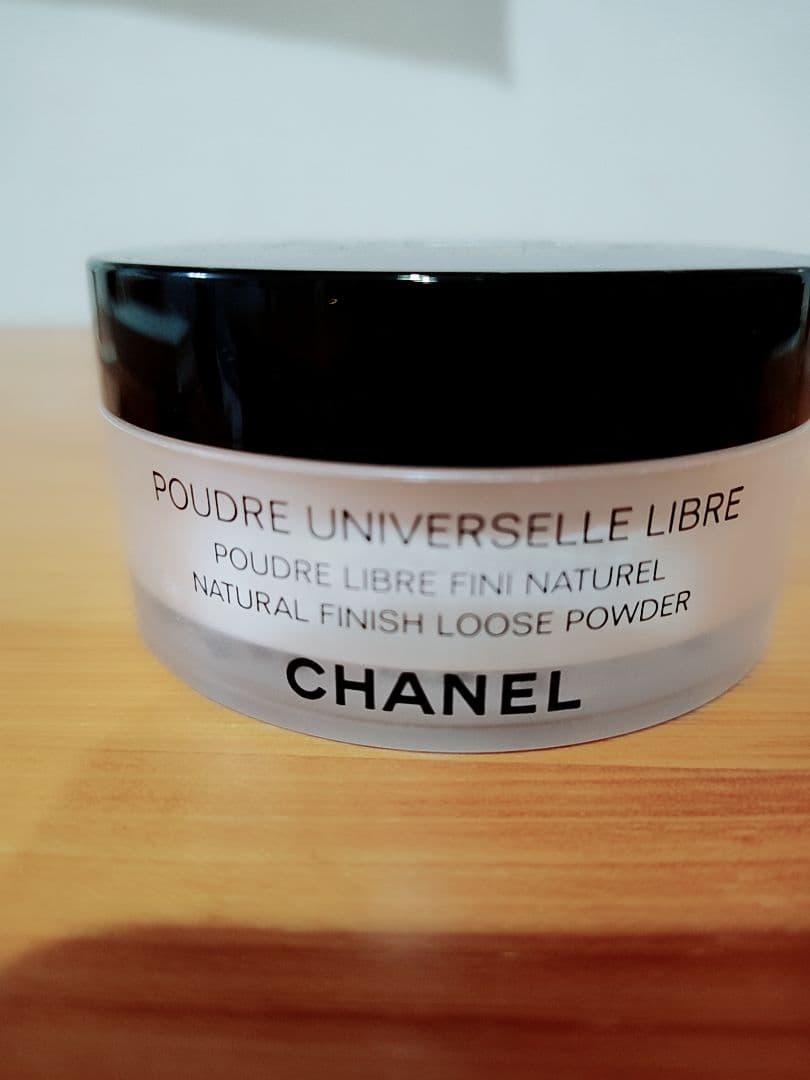 POUDRE UNIVERSELLE LIBRE
POUDRE LIBRE FINI NATUREL
NATURAL FINISH LOOSE POWDER
CHANEL